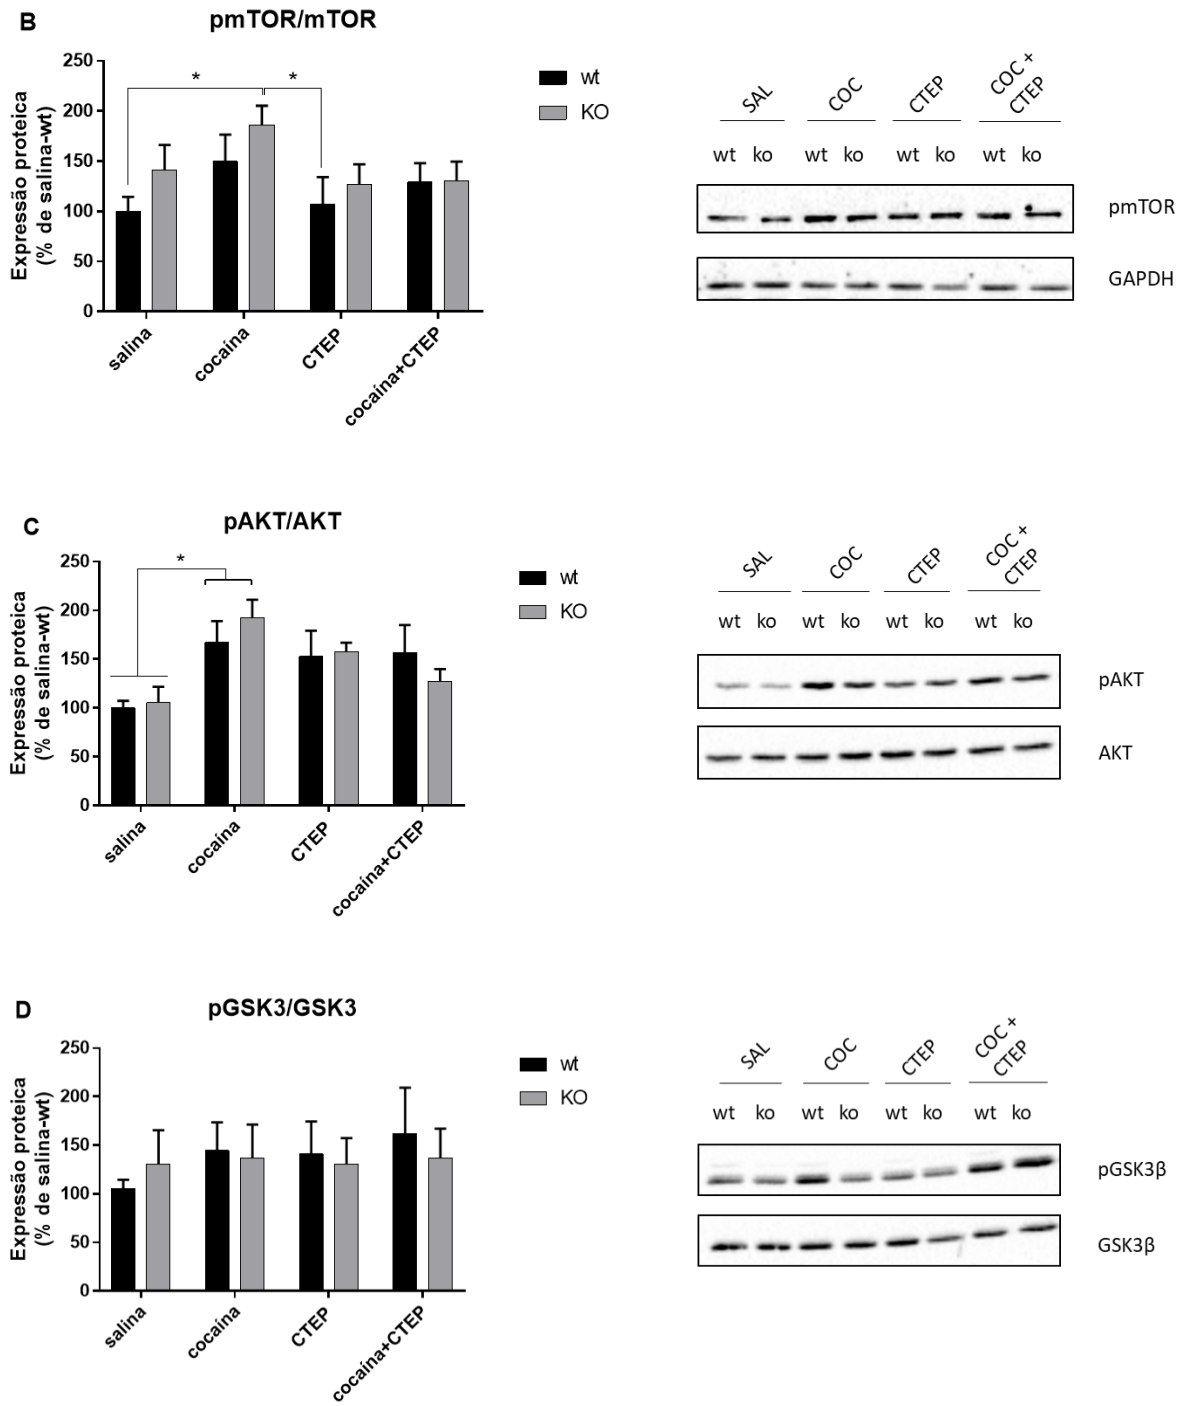 B
pmTOR/mTOR
Expressão proteica
(% de salina-wt)
250
200
150
100
50
0
* *
salina
cocaína
CTEP
cocaína+CTEP
wt
KO
SAL
COC
CTEP
COC +
CTEP
wt ko wt ko wt ko wt ko
pmTOR
GAPDH
C
pAKT/AKT
Expressão proteica
(% de salina-wt)
250
200
150
100
50
0
*
salina
cocaína
CTEP
cocaína+CTEP
wt
KO
SAL
COC
CTEP
COC +
CTEP
wt ko wt ko wt ko wt ko
pAKT
AKT
D
pGSK3/GSK3
Expressão proteica
(% de salina-wt)
250
200
150
100
50
0
salina
cocaína
CTEP
cocaína+CTEP
wt
KO
SAL
COC
CTEP
COC +
CTEP
wt ko wt ko wt ko wt ko
pGSK3β
GSK3β